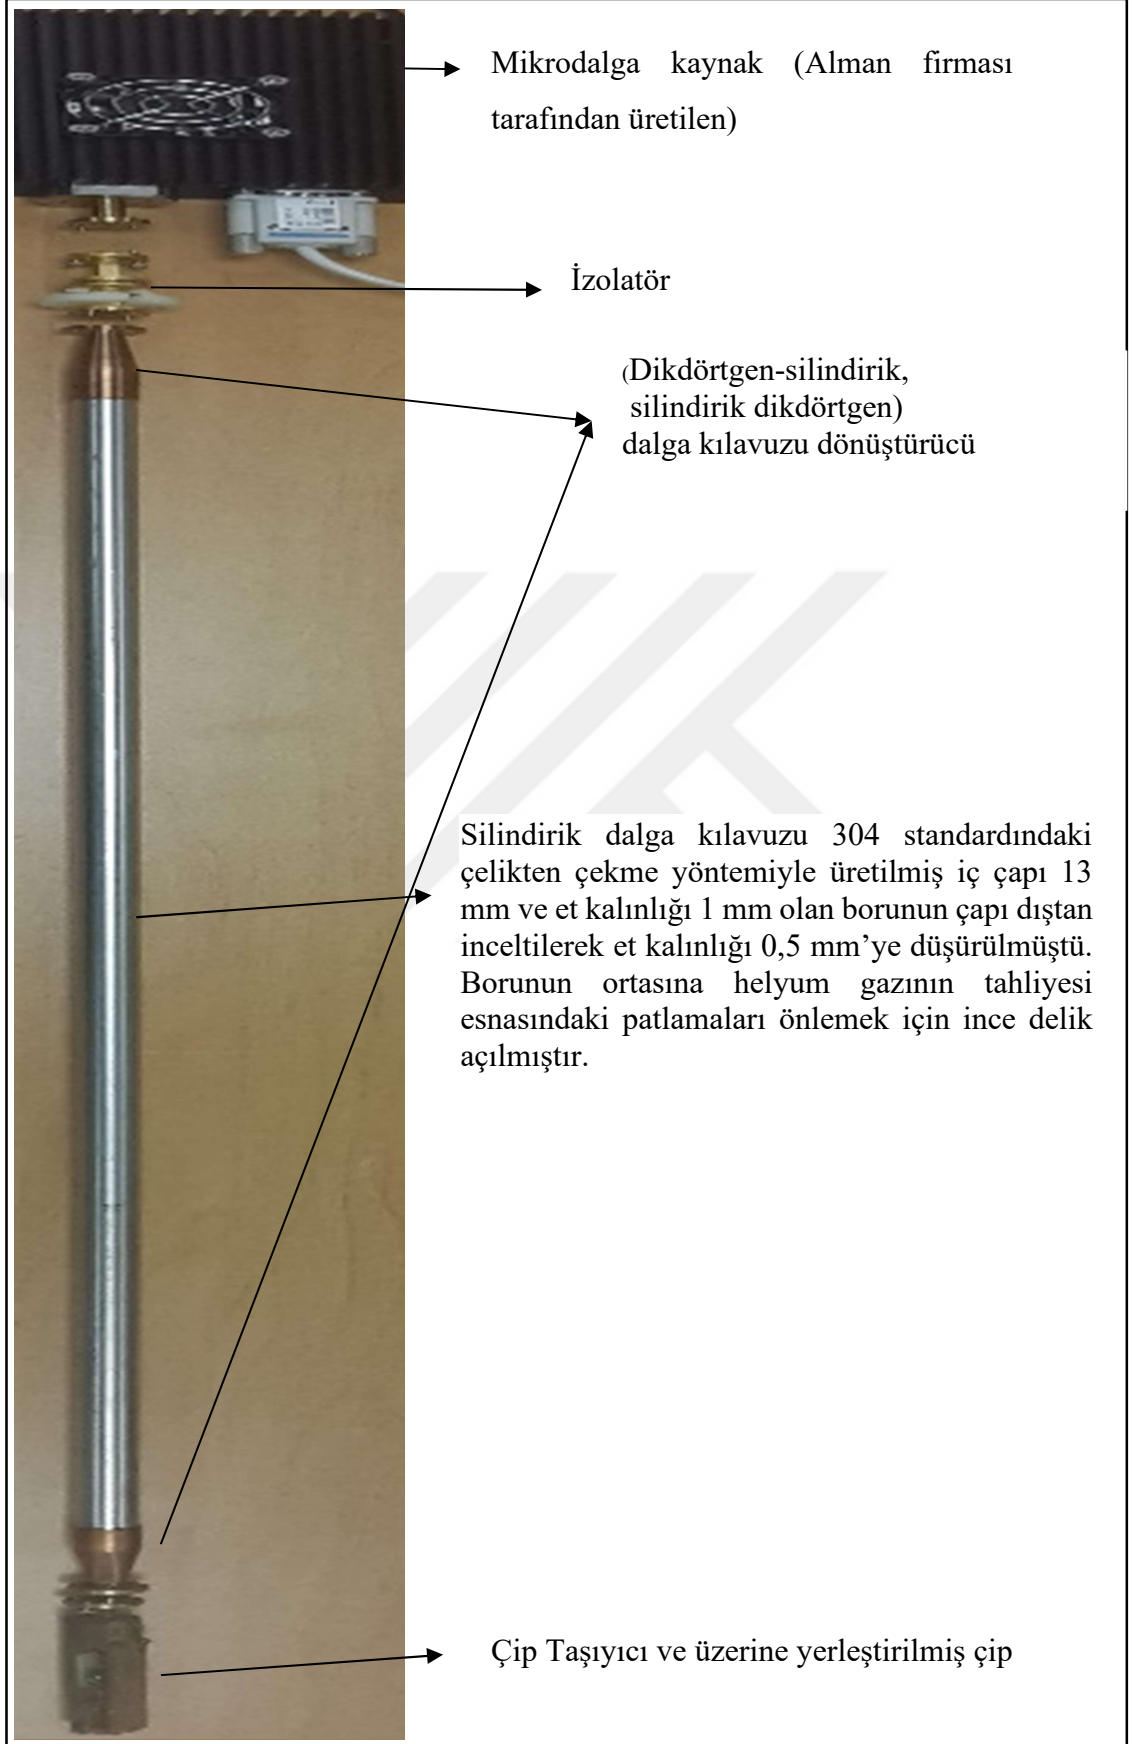 Mikrodalga kaynak (Alman firması
tarafından üretilen)
İzolatör
(Dikdörtgen-silindirik,
silindirik dikdörtgen)
dalga kılavuzu dönüştürücü
Silindirik dalga kılavuzu 304 standardındaki
çelikten çekme yöntemiyle üretilmiş iç çapı 13
mm ve et kalınlığı 1 mm olan borunun çapı dıştan
inceltilerek et kalınlığı 0,5 mm’ye düşürülmüştü.
Borunun ortasına helyum gazının tahliyesi
esnasındaki patlamaları önlemek için ince delik
açılmıştır.
Çip Taşıyıcı ve üzerine yerleştirilmiş çip